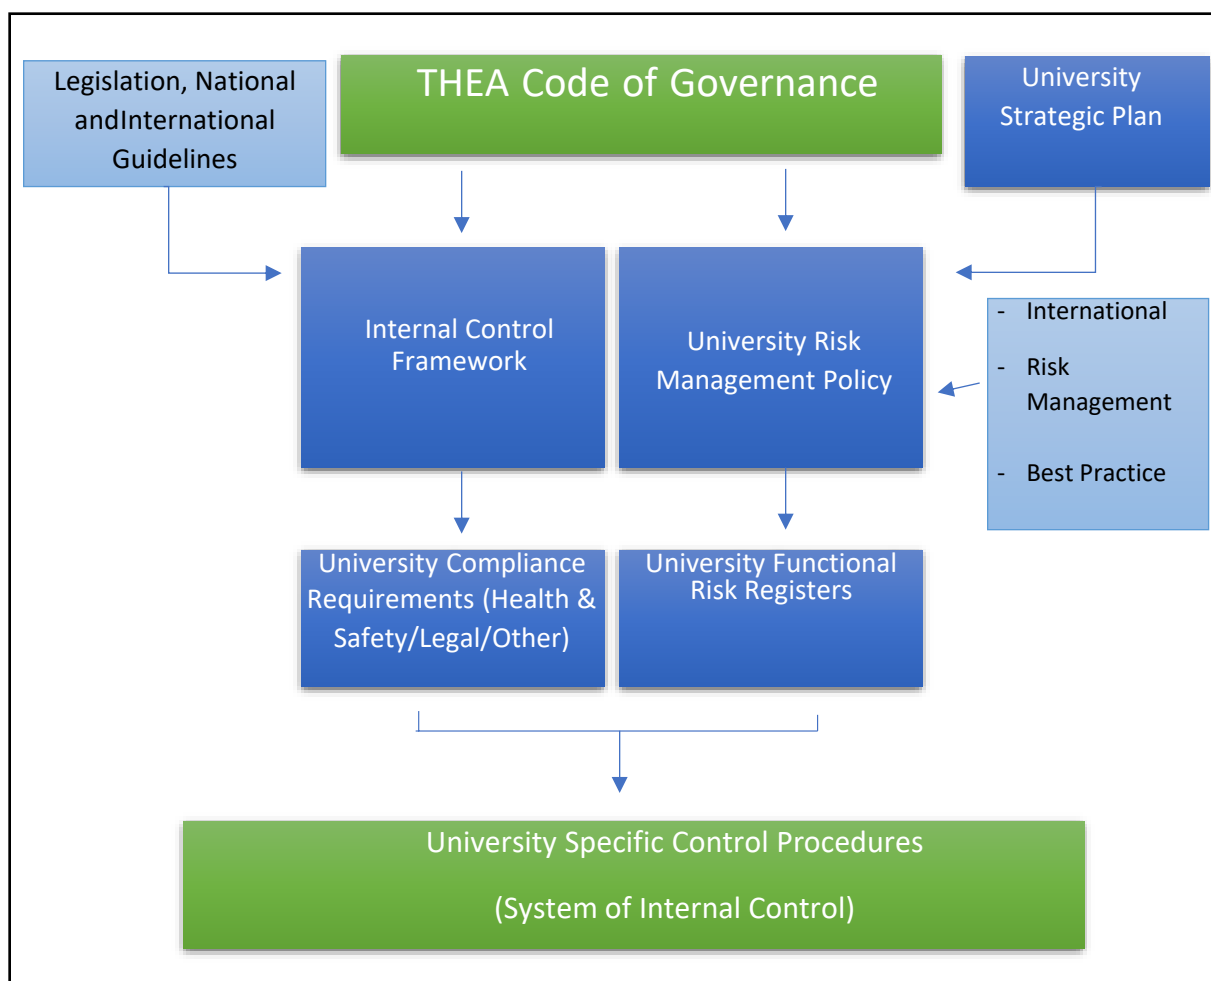 Legislation, National
andInternational
Guidelines
THEA Code of Governance
University
Strategic Plan
Internal Control
Framework
University Risk
Management Policy
- International
- Risk
Management
- Best Practice
University Compliance
Requirements (Health &
Safety/Legal/Other)
University Functional
Risk Registers
University Specific Control Procedures
(System of Internal Control)